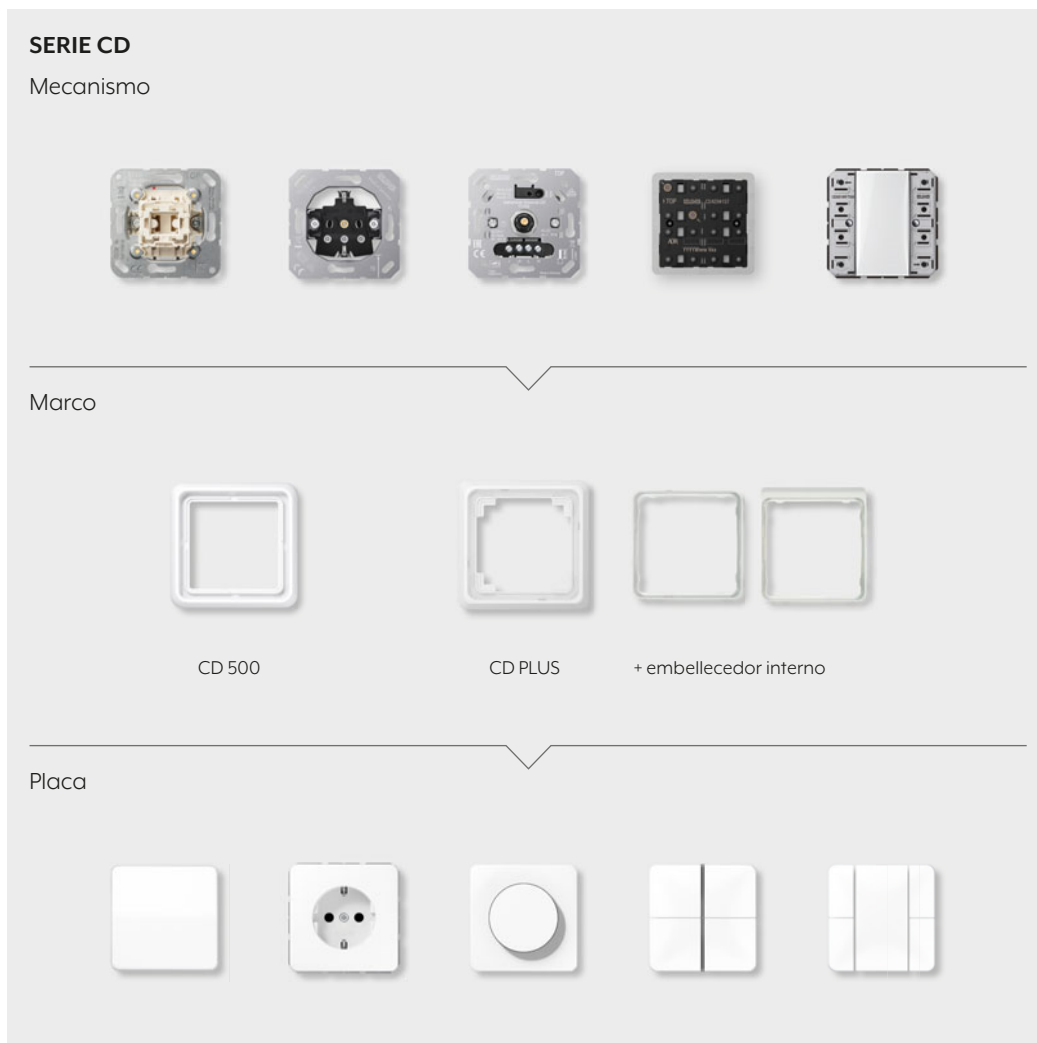 SERIE CD
Mecanismo
Marco
CD 500
CD PLUS
+ embellecedor interno
Placa